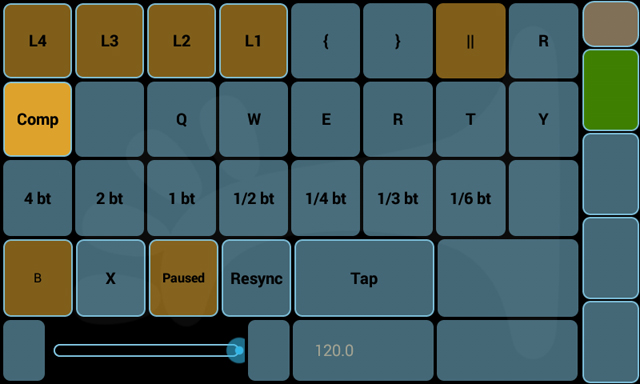 L4 L3 L2 L1 { } || R
Comp Q W E R T Y
4 bt 2 bt 1 bt 1/2 bt 1/4 bt 1/3 bt 1/6 bt
B X Paused Resync Tap
120.0